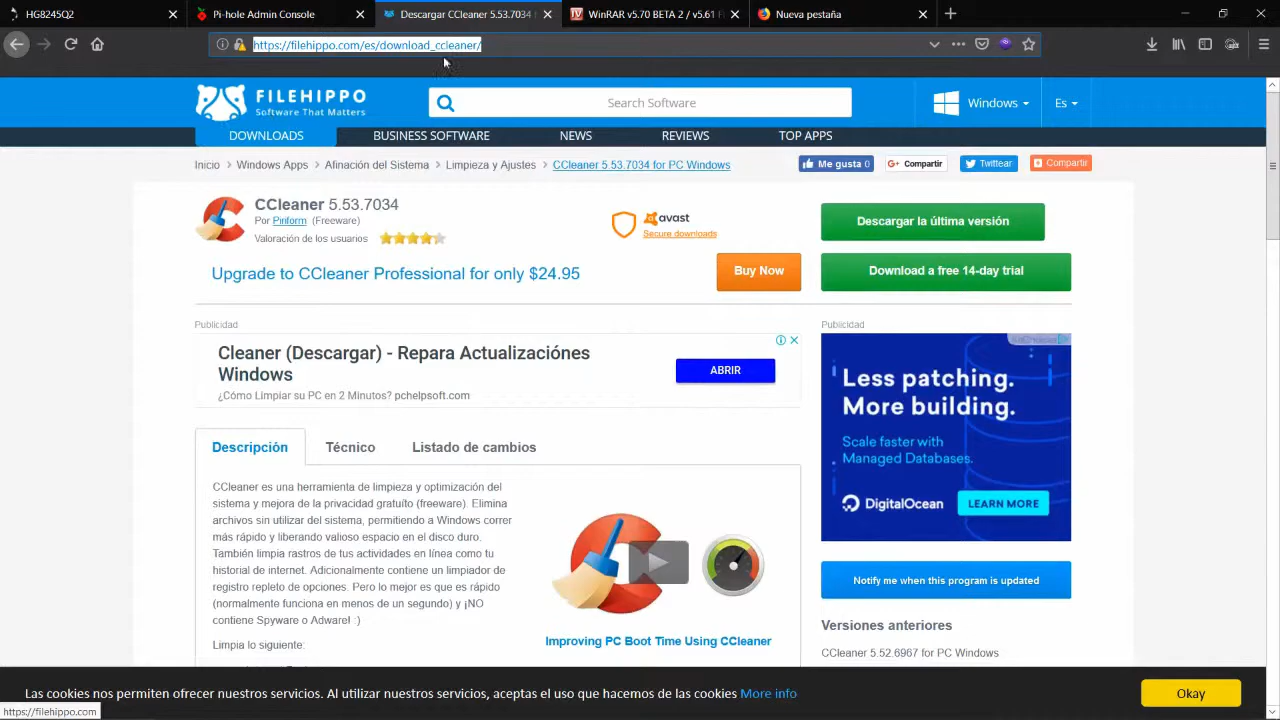 HG8245Q2
Pi-hole Admin Console
Descargar CCleaner 5.53.7034
WinRAR v5.70 BETA 2 / v5.61 F
Nueva pestaña
https://filehippo.com/es/download_ccleaner/
FILEHIPPO
Software That Matters
Search Software
Windows
Es
DOWNLOADS
BUSINESS SOFTWARE
NEWS
REVIEWS
TOP APPS
Inicio > Windows Apps > Afinación del Sistema > Limpieza y Ajustes > CCleaner 5.53.7034 for PC Windows
Me gusta 0
G+ Compartir
Twittear
Compartir
CCleaner 5.53.7034
Por Piriform (Freeware)
Valoración de los usuarios
avast
Secure downloads
Descargar la última versión
Upgrade to CCleaner Professional for only $24.95
Buy Now
Download a free 14-day trial
Publicidad
Publicidad
Cleaner (Descargar) - Repara Actualizaciónes
Windows
¿Cómo Limpiar su PC en 2 Minutos? pchelpsoft.com
ABRIR
Less patching.
More building.
Scale faster with
Managed Databases.
DigitalOcean
LEARN MORE
Descripción
Técnico
Listado de cambios
CCleaner es una herramienta de limpieza y optimización del
sistema y mejora de la privacidad gratuíto (freeware). Elimina
archivos sin utilizar del sistema, permitiendo a Windows correr
más rápido y liberando valioso espacio en el disco duro.
También limpia rastros de tus actividades en línea como tu
historial de internet. Adicionalmente contiene un limpiador de
registro repleto de opciones. Pero lo mejor es que es rápido
(normalmente funciona en menos de un segundo) y ¡NO
contiene Spyware o Adware! :)
Limpia lo siguiente:
Improving PC Boot Time Using CCleaner
Notify me when this program is updated
Versiones anteriores
CCleaner 5.52.6967 for PC Windows
Las cookies nos permiten ofrecer nuestros servicios. Al utilizar nuestros servicios, aceptas el uso que hacemos de las cookies More info
Okay
https://filehippo.com